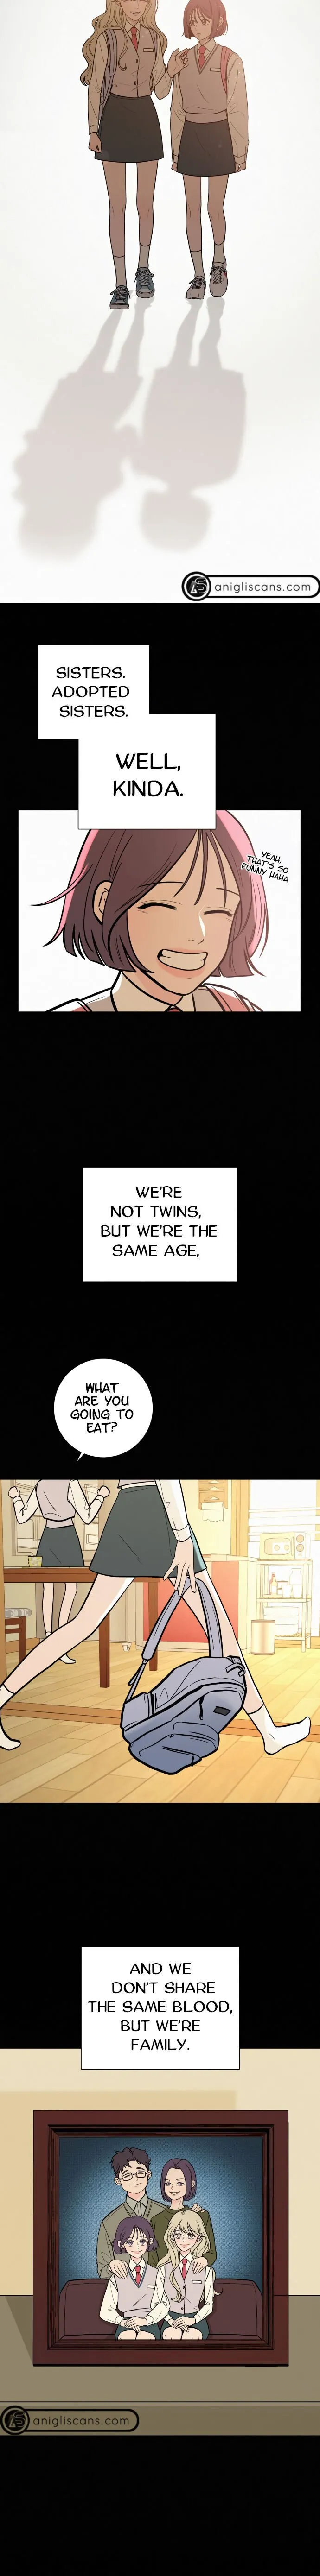 anigliscans.com
SISTERS.
ADOPTED
SISTERS.
WELL,
KINDA.
YEAH,
THAT'S SO
FUNNY HAHA
WE'RE
NOT TWINS,
BUT WE'RE THE
SAME AGE,
WHAT
ARE YOU
GOING TO
EAT?
AND WE
DON'T SHARE
THE SAME BLOOD,
BUT WE'RE
FAMILY.
anigliscans.com